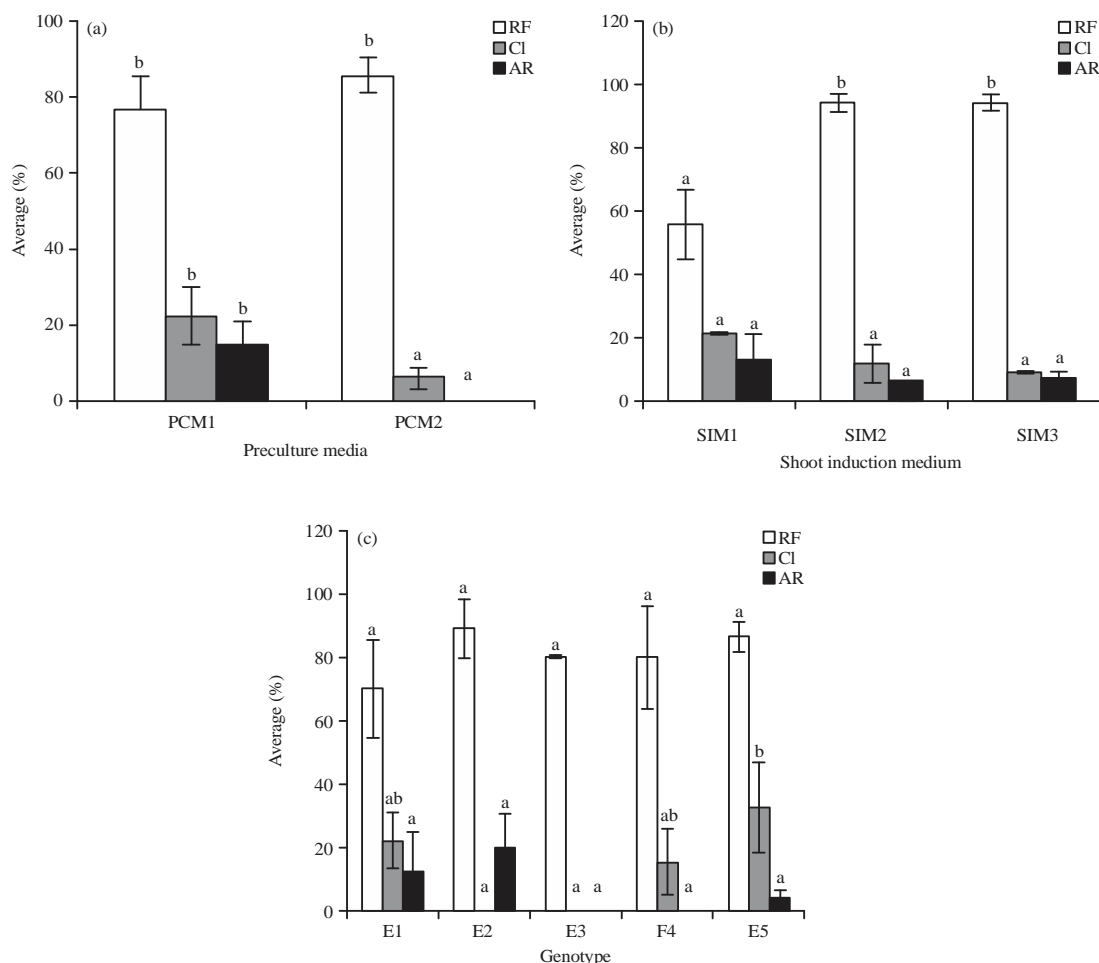 (a)
RF
Cl
AR
100
80
60
40
20
0
Average (%)
b
b
b
b
a
a
PCM1 PCM2
Preculture media
(b)
RF
Cl
AR
120
100
80
60
40
20
0
Average (%)
a
a
a
b
a
a
b
a
a
SIM1 SIM2 SIM3
Shoot induction medium
(c)
RF
Cl
AR
120
100
80
60
40
20
0
Average (%)
a
ab
a
a
a
a
a
a
a
a
ab
a
a
b
a
E1 E2 E3 F4 E5
Genotype